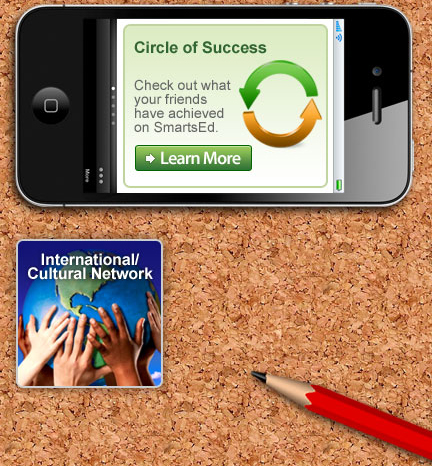 Circle of Success
Check out what
your friends
have achieved
on SmartsEd.
Learn More
More
International/
Cultural Network